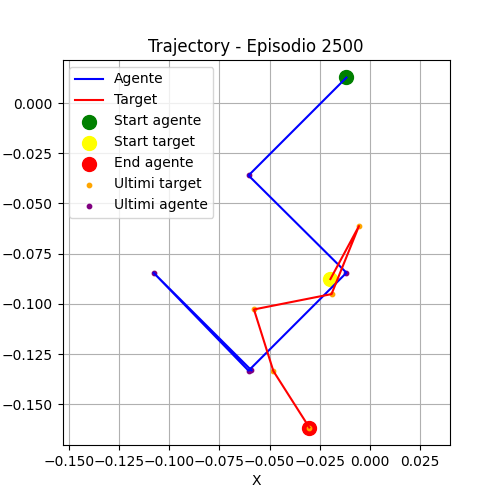 Trajectory - Episodio 2500
Agente
Target
Start agente
Start target
End agente
Ultimi target
Ultimi agente
0.000
−0.025
−0.050
−0.075
−0.100
−0.125
−0.150
−0.150 −0.125 −0.100 −0.075 −0.050 −0.025 0.000 0.025
X